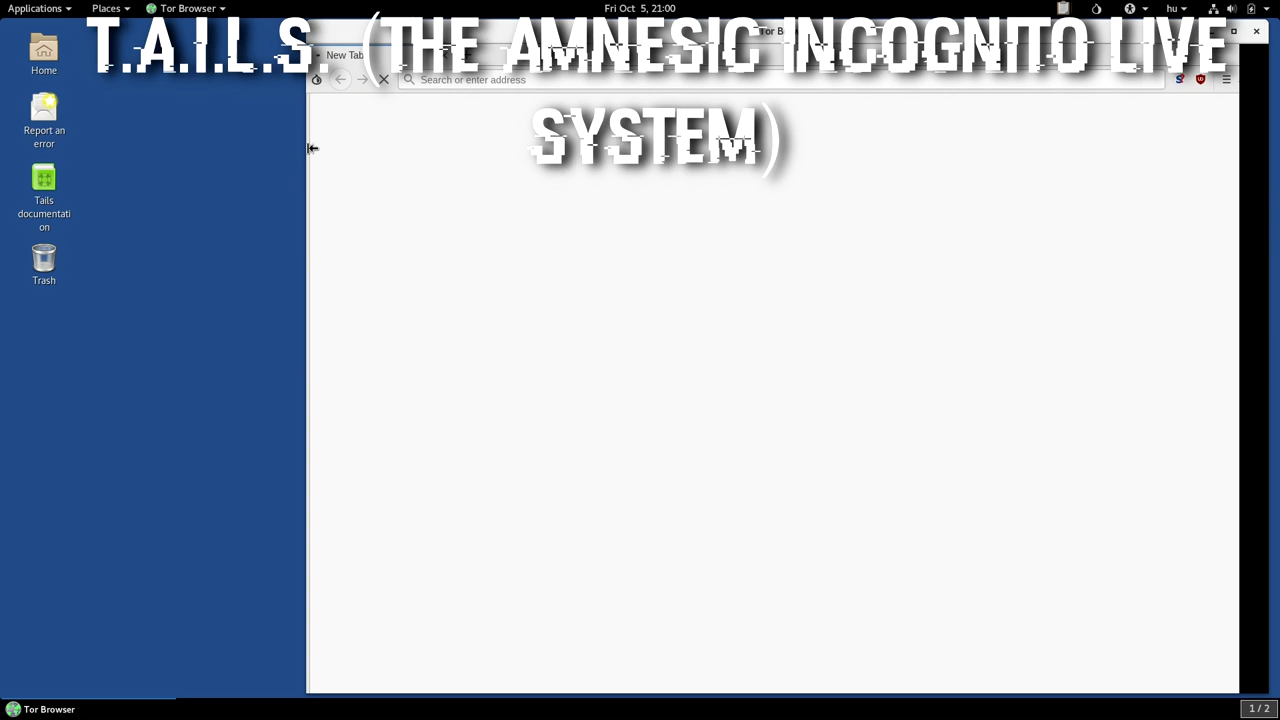 Applications Places Tor Browser Fri Oct 5, 21:00 hu
T.A.I.L.S. (THE AMNESIC INCOGNITO LIVE
SYSTEM)
New Tab
Search or enter address
Home
Report an
error
Tails
documentati
on
Trash
Tor Browser 1 / 2